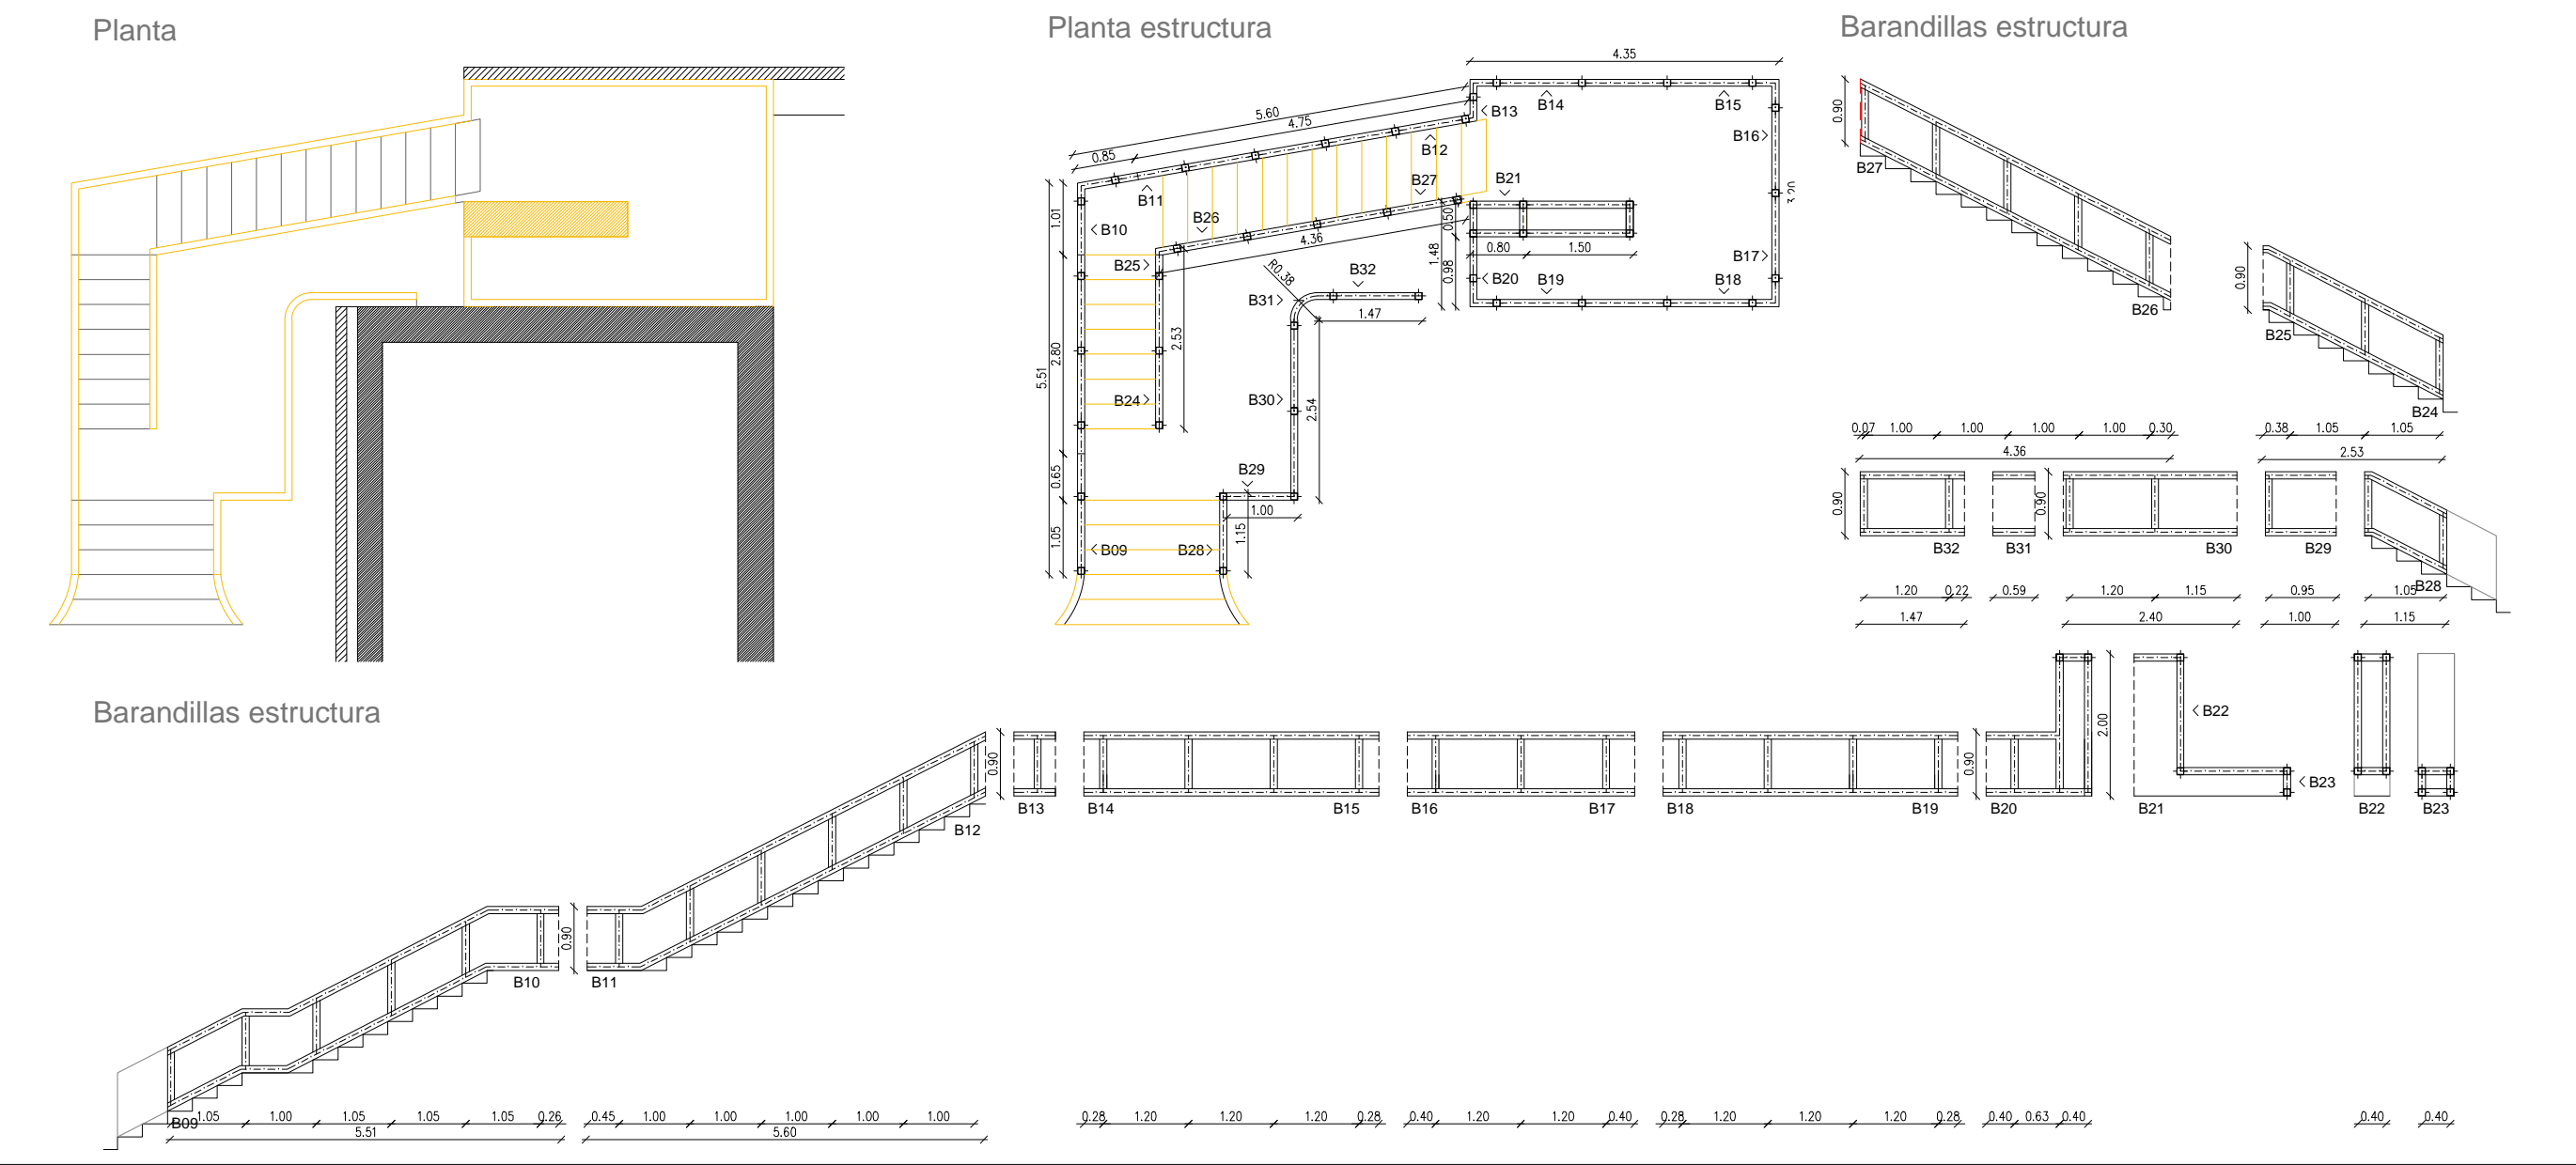 Planta
Planta estructura
Barandillas estructura
4.35
5.60
4.75
0.85
B13
B14
B15
B16
B12
B11
B27
B21
B26
1.01
B10
4.36
0.50
0.80
1.50
3.20
B25
1.48
0.98
B17
R0.38
B32
B31
B20
B19
B18
1.47
2.53
2.80
5.51
B24
B30
2.54
0.65
B29
1.00
1.15
1.05
B09
B28
0.90
B27
B26
0.90
B25
B24
0.07
1.00
1.00
1.00
1.00
0.30
4.36
0.38
1.05
1.05
2.53
0.90
B32
B31
0.90
B30
B29
B28
1.20
0.22
0.59
1.20
1.15
0.95
1.05
1.47
2.40
1.00
1.15
Barandillas estructura
B09
B10
0.90
B11
B12
0.90
B13
B14
B15
B16
B17
B18
B19
0.90
B20
2.00
B21
B22
B23
B22
B23
1.05
1.00
1.05
1.05
1.05
0.26
5.51
0.45
1.00
1.00
1.00
1.00
1.00
5.60
0.28
1.20
1.20
1.20
0.28
0.40
1.20
1.20
0.40
0.28
1.20
1.20
1.20
0.28
0.40
0.63
0.40
0.40
0.40